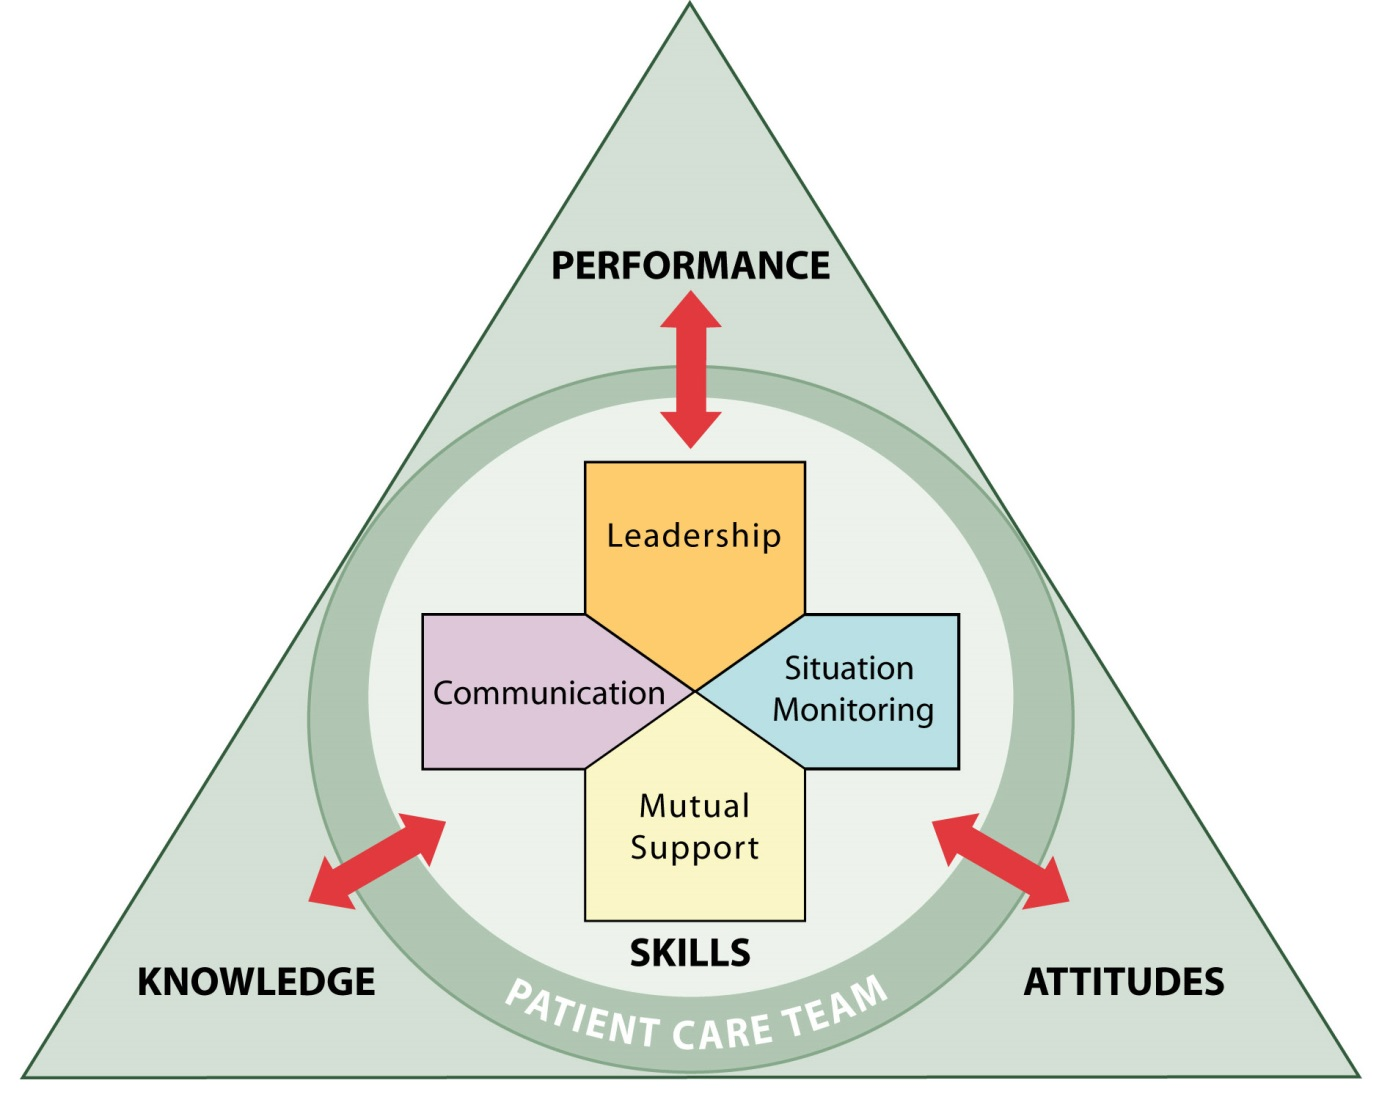 PERFORMANCE
Leadership
Communication
Situation
Monitoring
Mutual
Support
SKILLS
KNOWLEDGE
ATTITUDES
PATIENT CARE TEAM